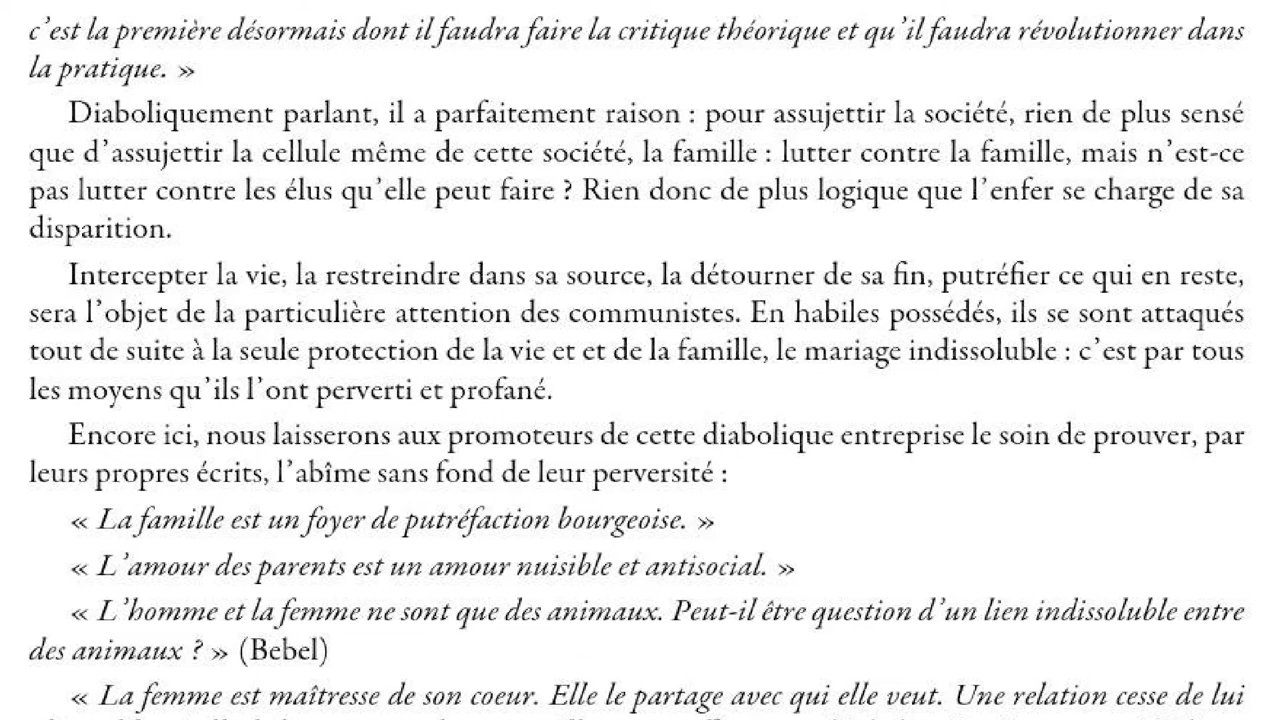 c’est la première désormais dont il faudra faire la critique théorique et qu’il faudra révolutionner dans
la pratique. »
Diaboliquement parlant, il a parfaitement raison : pour assujettir la société, rien de plus sensé
que d’assujettir la cellule même de cette société, la famille : lutter contre la famille, mais n’est-ce
pas lutter contre les élus qu’elle peut faire ? Rien donc de plus logique que l’enfer se charge de sa
disparition.
Intercepter la vie, la restreindre dans sa source, la détourner de sa fin, putréfier ce qui en reste,
sera l’objet de la particulière attention des communistes. En habiles possédés, ils se sont attaqués
tout de suite à la seule protection de la vie et et de la famille, le mariage indissoluble : c’est par tous
les moyens qu’ils l’ont perverti et profané.
Encore ici, nous laisserons aux promoteurs de cette diabolique entreprise le soin de prouver, par
leurs propres écrits, l’abîme sans fond de leur perversité :
« La famille est un foyer de putréfaction bourgeoise. »
« L’amour des parents est un amour nuisible et antisocial. »
« L’homme et la femme ne sont que des animaux. Peut-il être question d’un lien indissoluble entre
des animaux ? » (Bebel)
« La femme est maîtresse de son coeur. Elle le partage avec qui elle veut. Une relation cesse de lui